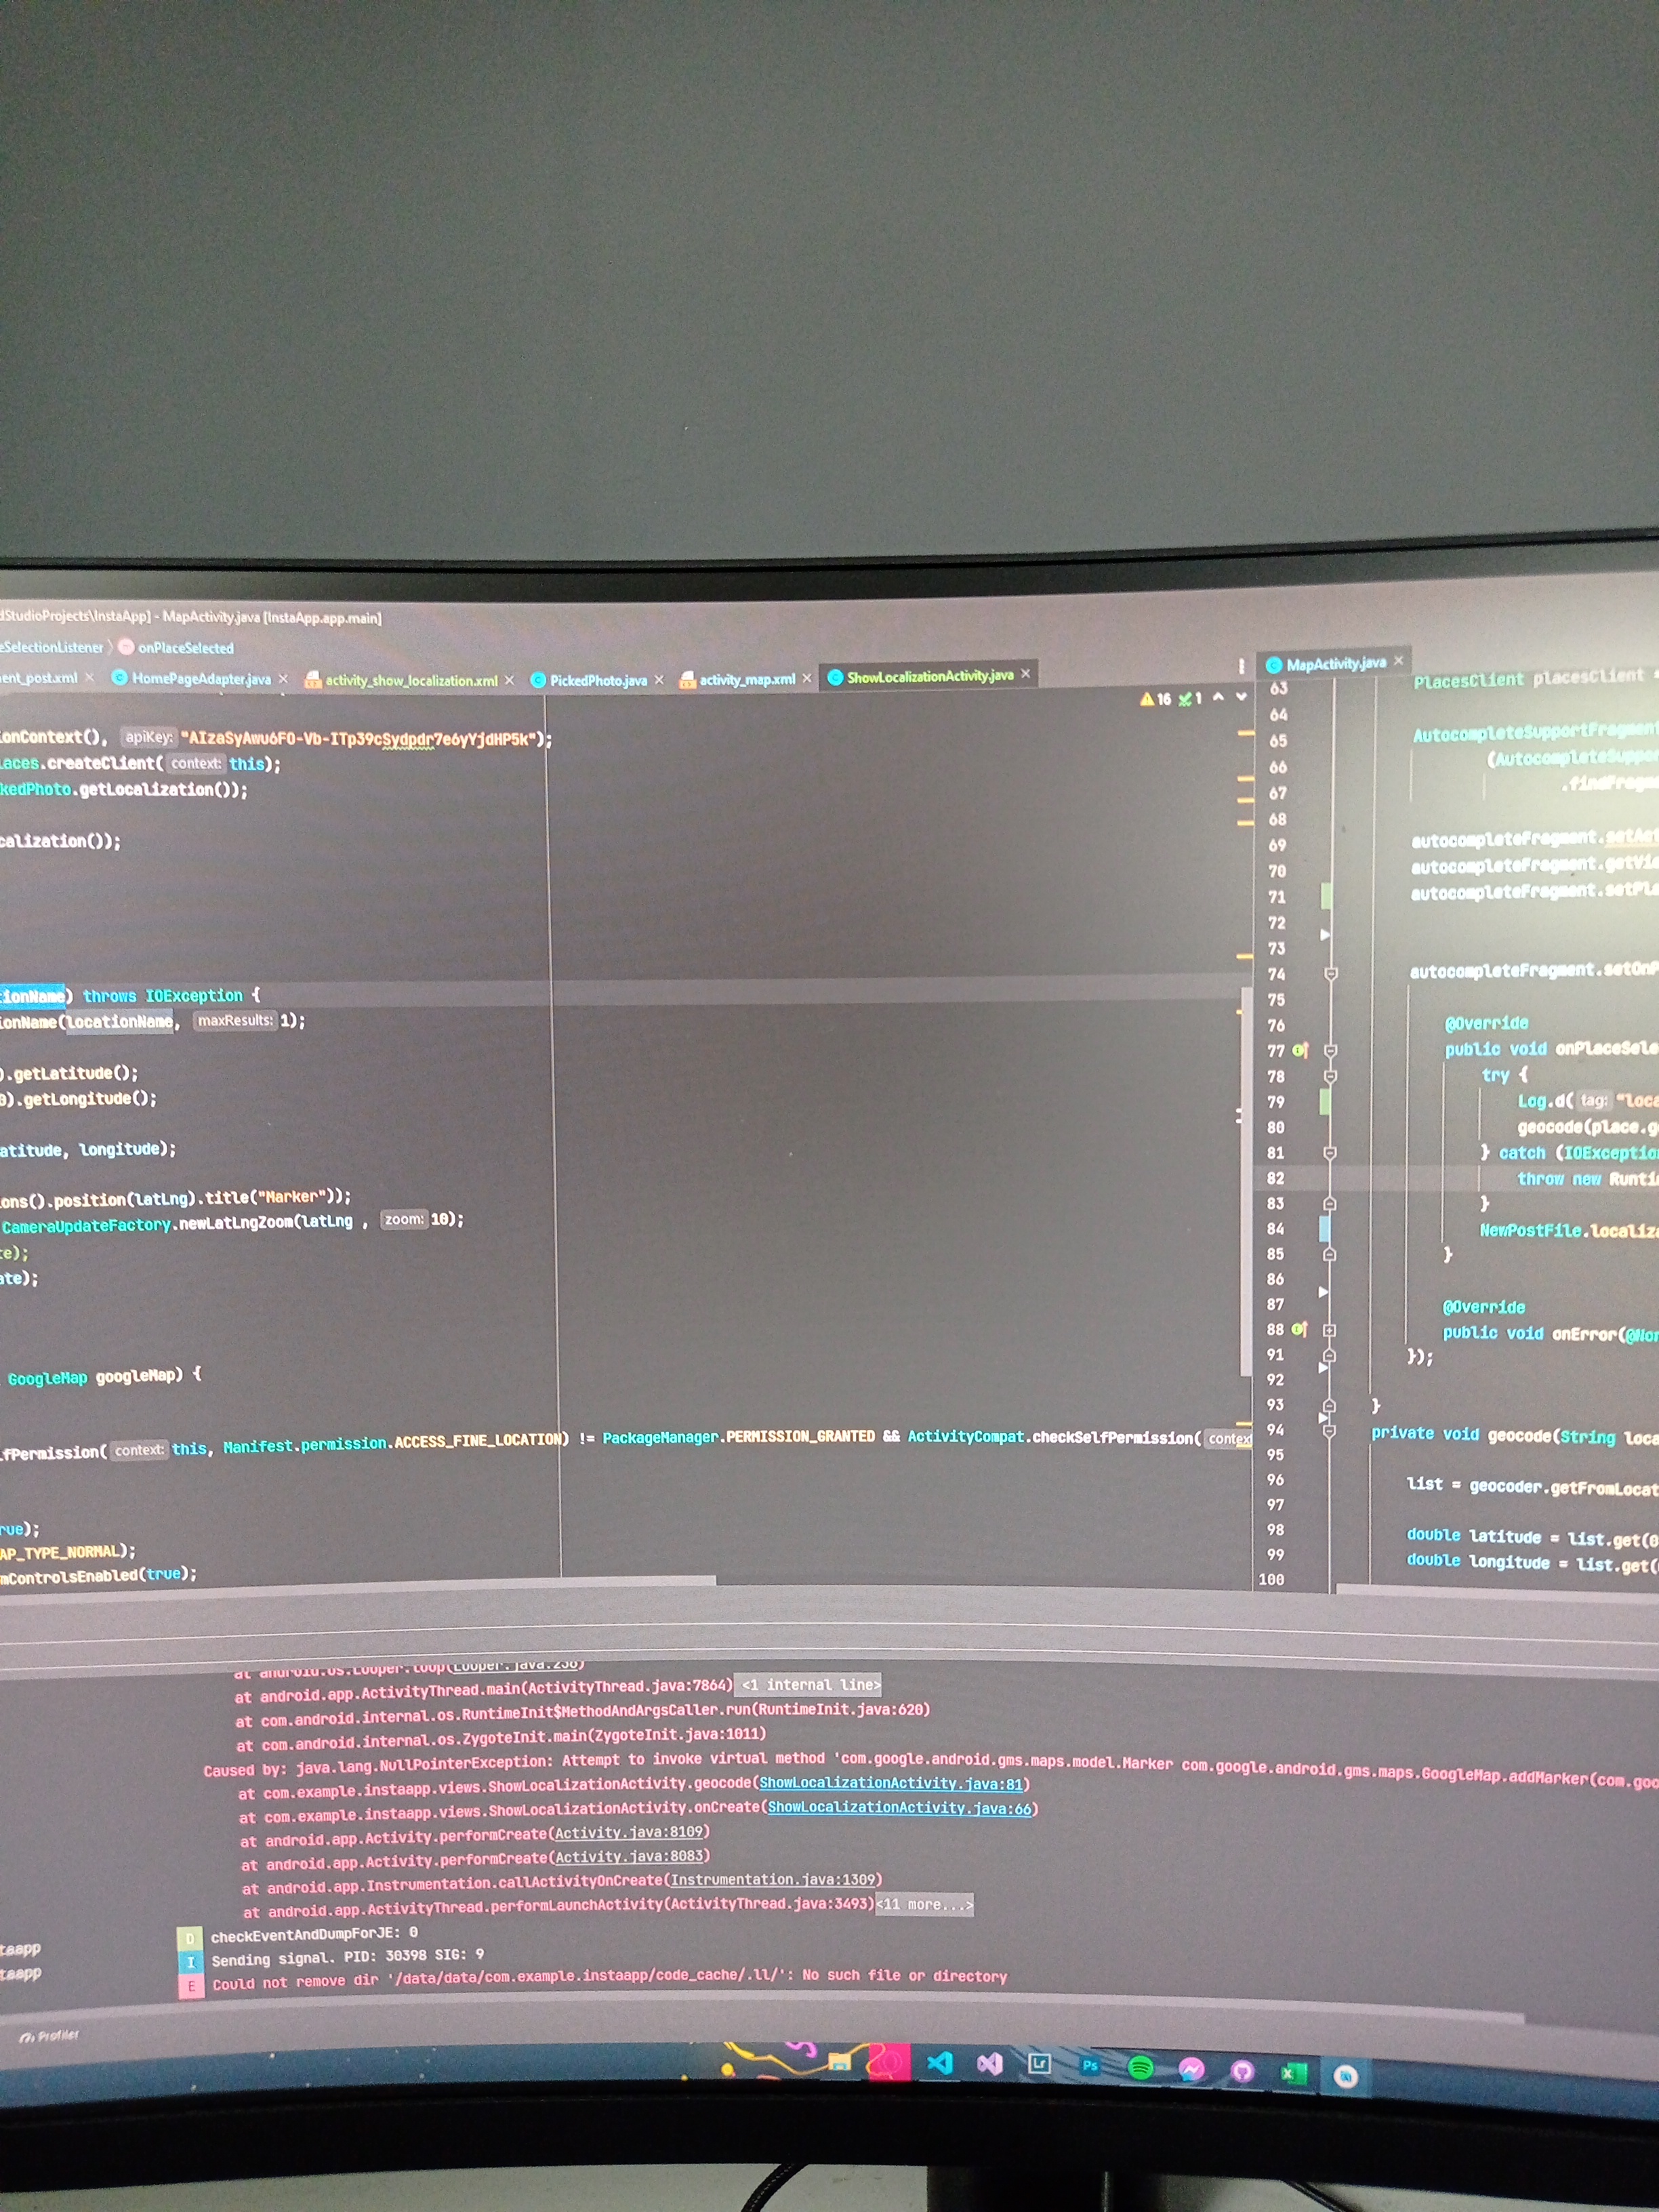 dStudioProjects\InstaApp] - MapActivity.java [InstaApp.app.main]
eSelectionListener onPlaceSelected
ent_post.xml HomePageAdapter.java activity_show_localization.xml PickedPhoto.java activity_map.xml ShowLocalizationActivity.java
16 1
onContext(), apiKey: "AIzaSyAwu6FO-Vb-ITp39cSydpdr7e6yYjdHP5k");
aces.createClient( context: this);
kedPhoto.getLocalization());
calization());
tionName) throws IOException {
ionName(locationName, maxResults: 1);
).getLatitude();
0).getLongitude();
atitude, longitude);
ons().position(latLng).title("Marker"));
CameraUpdateFactory.newLatLngZoom(latLng , zoom: 10);
te);
ate);
GoogleMap googleMap) {
lfPermission( context: this, Manifest.permission.ACCESS_FINE_LOCATION) != PackageManager.PERMISSION_GRANTED && ActivityCompat.checkSelfPermission( context
rue);
AP_TYPE_NORMAL);
mControlsEnabled(true);
MapActivity.java
63 PlacesClient placesClient =
64
65 AutocompleteSupportFragment
66 (AutocompleteSuppor
67 .findFragme
68
69 autocompleteFragment.setAct
70 autocompleteFragment.getVie
71 autocompleteFragment.setPla
72
73
74 autocompleteFragment.setOnP
75
76 @Override
77 public void onPlaceSele
78 try {
79 Log.d( tag: "loca
80 geocode(place.g
81 } catch (IOExceptio
82 throw new Runti
83 }
84 NewPostFile.localiz
85 }
86
87 @Override
88 public void onError(@Non
91 });
92
93 }
94 private void geocode(String loca
95
96 list = geocoder.getFromLocat
97
98 double latitude = list.get(0
99 double longitude = list.get(
100
at android.os.Looper.loop(Looper.java:236)
at android.app.ActivityThread.main(ActivityThread.java:7864) <1 internal line>
at com.android.internal.os.RuntimeInit$MethodAndArgsCaller.run(RuntimeInit.java:620)
at com.android.internal.os.ZygoteInit.main(ZygoteInit.java:1011)
Caused by: java.lang.NullPointerException: Attempt to invoke virtual method 'com.google.android.gms.maps.model.Marker com.google.android.gms.maps.GoogleMap.addMarker(com.goo
at com.example.instaapp.views.ShowLocalizationActivity.geocode(ShowLocalizationActivity.java:81)
at com.example.instaapp.views.ShowLocalizationActivity.onCreate(ShowLocalizationActivity.java:66)
at android.app.Activity.performCreate(Activity.java:8109)
at android.app.Activity.performCreate(Activity.java:8083)
at android.app.Instrumentation.callActivityOnCreate(Instrumentation.java:1309)
at android.app.ActivityThread.performLaunchActivity(ActivityThread.java:3493)<11 more...>
D checkEventAndDumpForJE: 0
taapp I Sending signal. PID: 30398 SIG: 9
taapp E Could not remove dir '/data/data/com.example.instaapp/code_cache/.ll/': No such file or directory
Profiler
Lr Ps